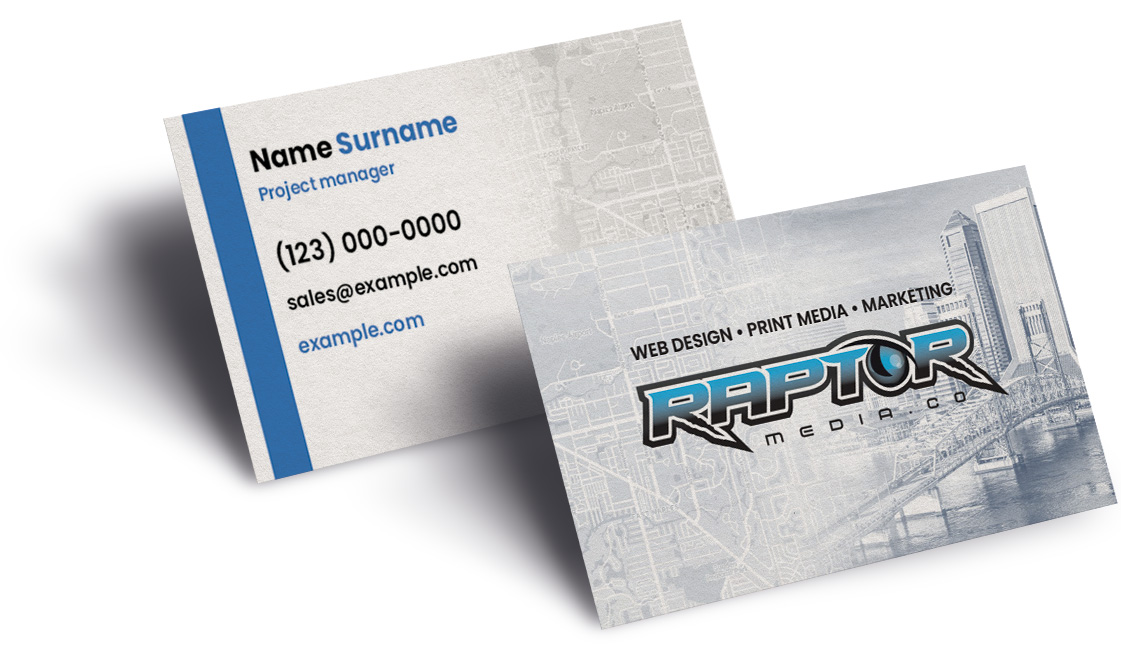 Name Surname
Project manager
(123) 000-0000
sales@example.com
example.com
WEB DESIGN • PRINT MEDIA • MARKETING
RAPTOR
MEDIA.CO